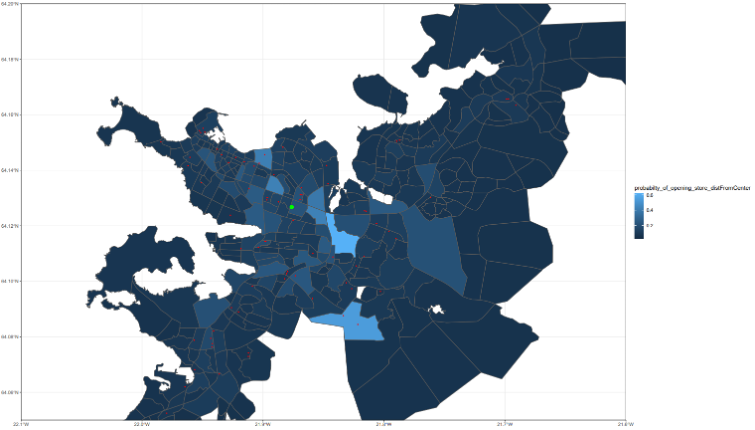 64.20°N
64.18°N
64.16°N
64.14°N
64.12°N
64.10°N
64.08°N
64.06°N
22.1°W
22.0°W
21.9°W
21.8°W
21.7°W
21.6°W
probability_of_opening_store_distFromCenter
0.6
0.4
0.2